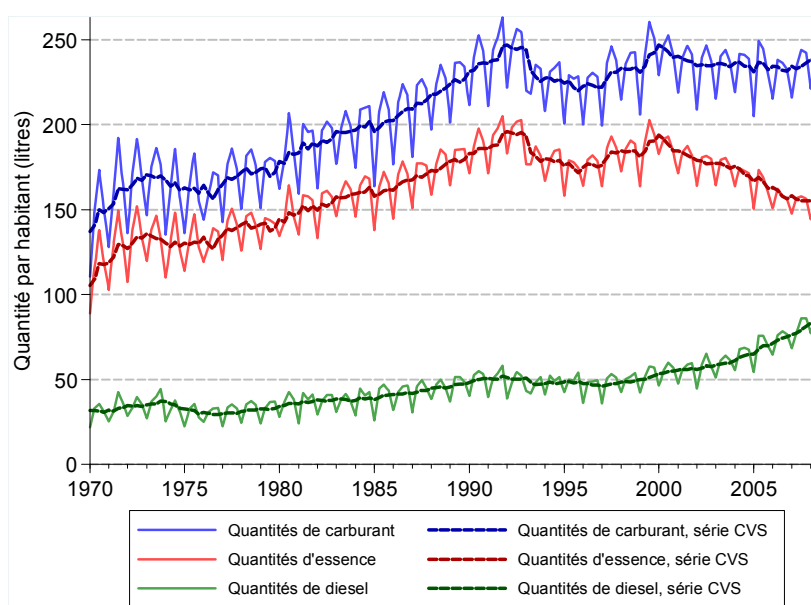 Quantité par habitant (litres)
250
200
150
100
50
0
1970 1975 1980 1985 1990 1995 2000 2005
Quantités de carburant Quantités de carburant, série CVS
Quantités d'essence Quantités d'essence, série CVS
Quantités de diesel Quantités de diesel, série CVS